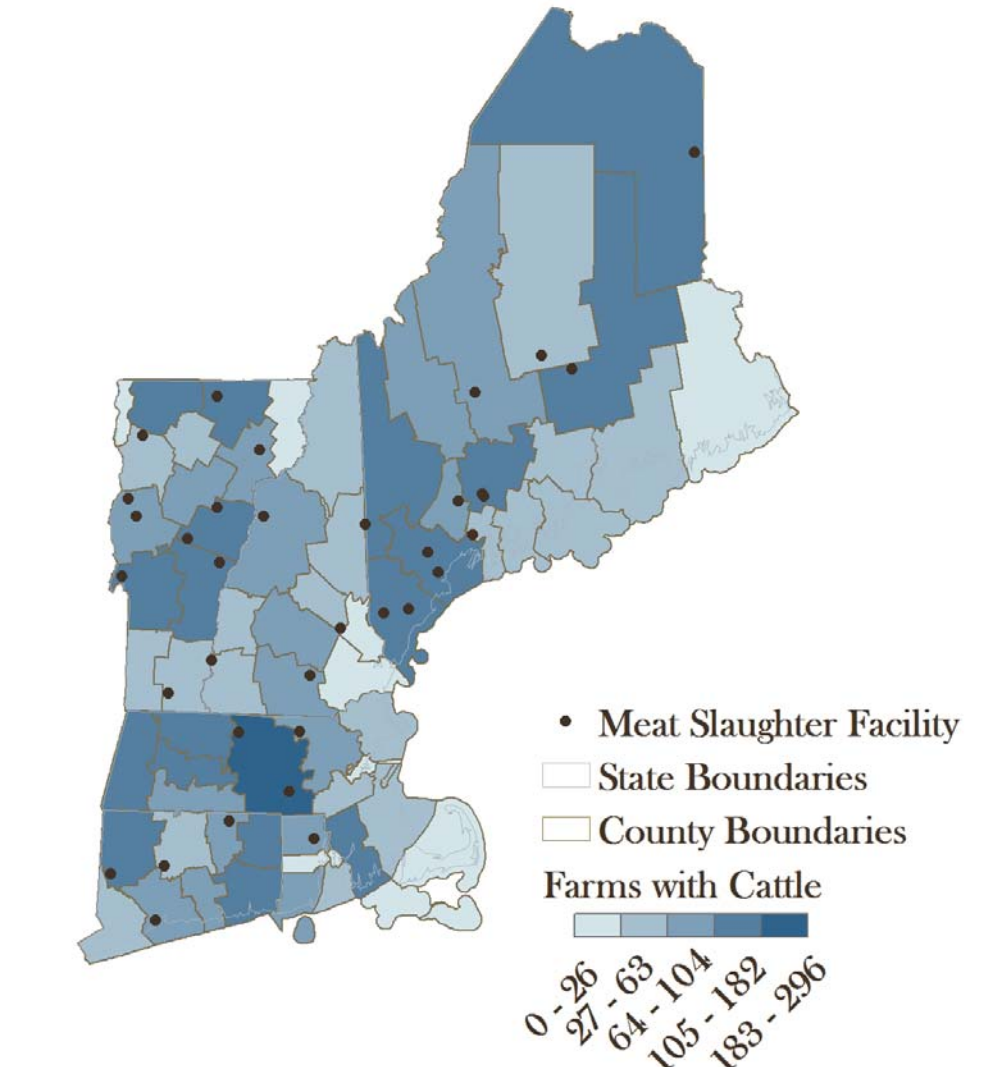 Meat Slaughter Facility
State Boundaries
County Boundaries
Farms with Cattle
0 - 26
27 - 63
64 - 104
105 - 182
183 - 296